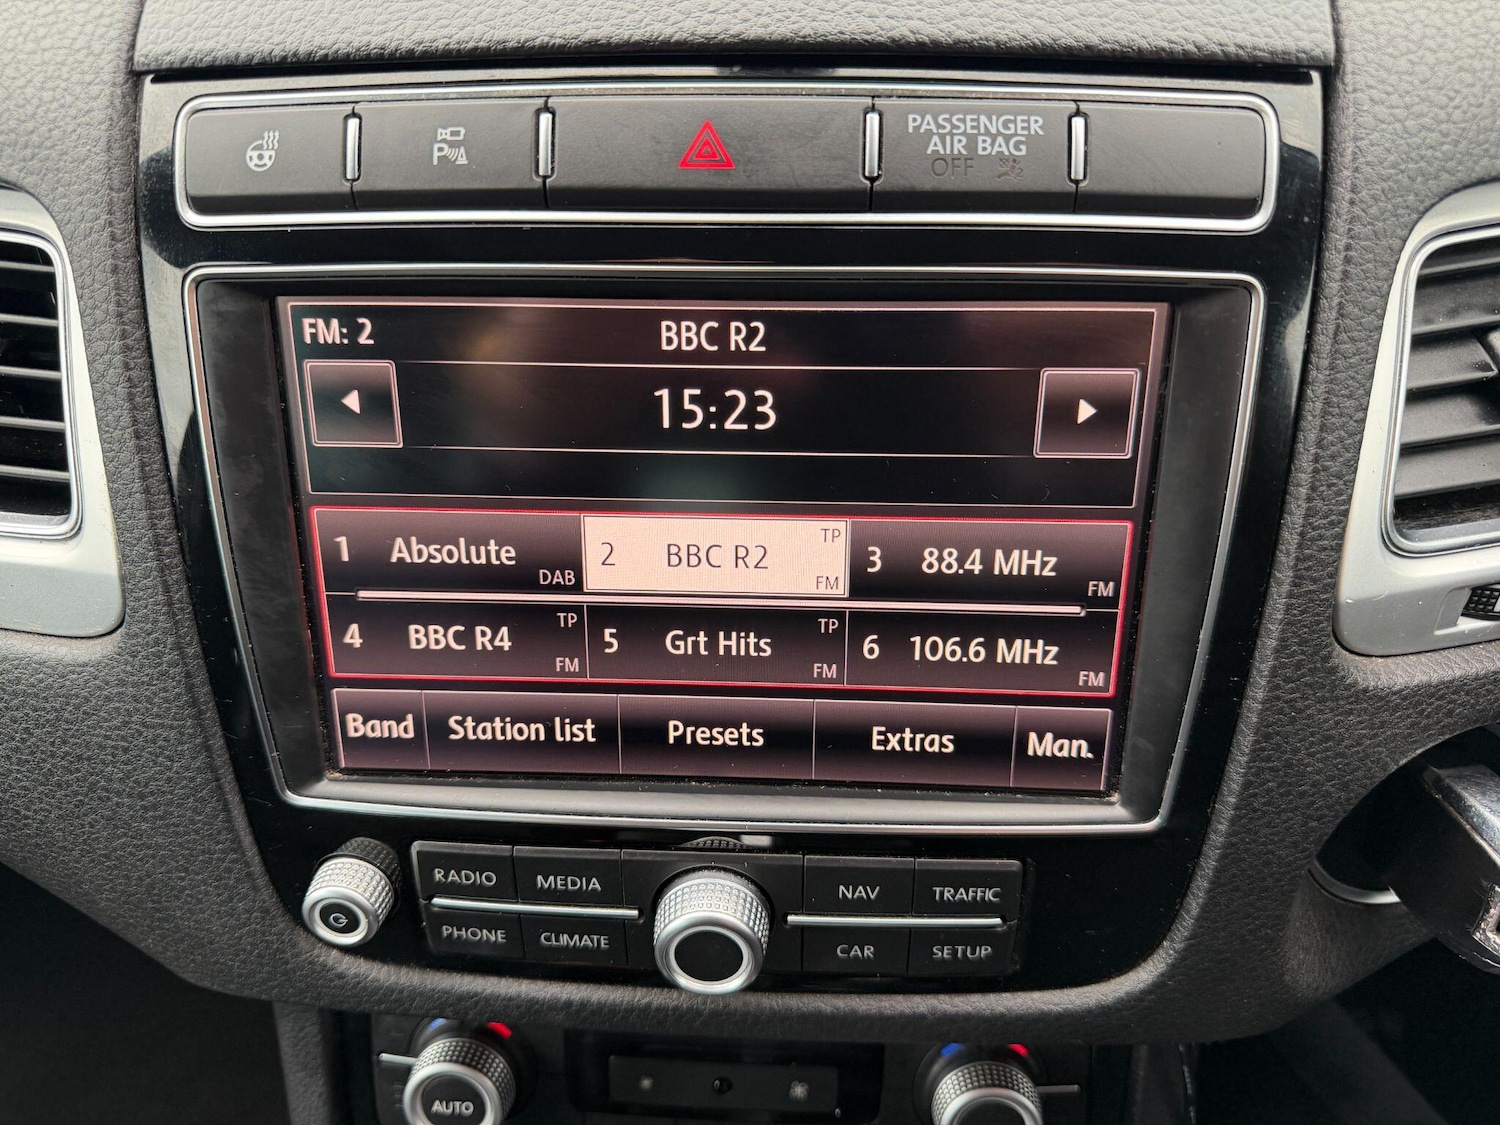 P
PASSENGER
AIR BAG
OFF
FM: 2
BBC R2
15:23
1 Absolute DAB
2 BBC R2 TP FM
3 88.4 MHz FM
4 BBC R4 TP FM
5 Grt Hits TP FM
6 106.6 MHz FM
Band Station list Presets Extras Man.
RADIO MEDIA NAV TRAFFIC
PHONE CLIMATE CAR SETUP
AUTO